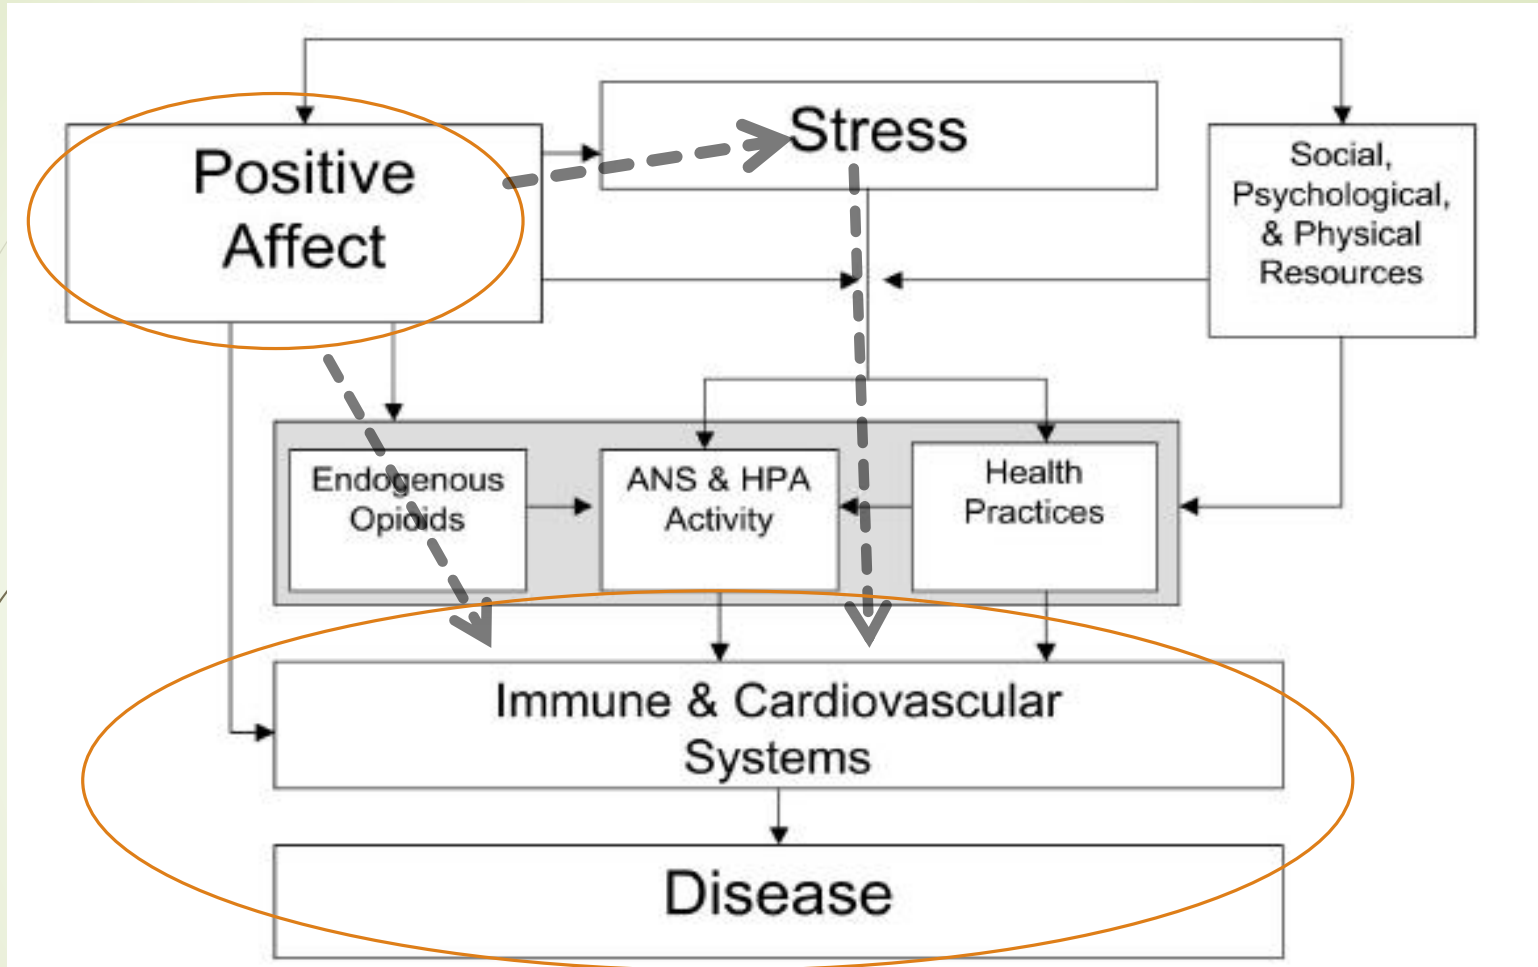 Positive
Affect
Stress
Social,
Psychological,
& Physical
Resources
Endogenous
Opioids
ANS & HPA
Activity
Health
Practices
Immune & Cardiovascular
Systems
Disease